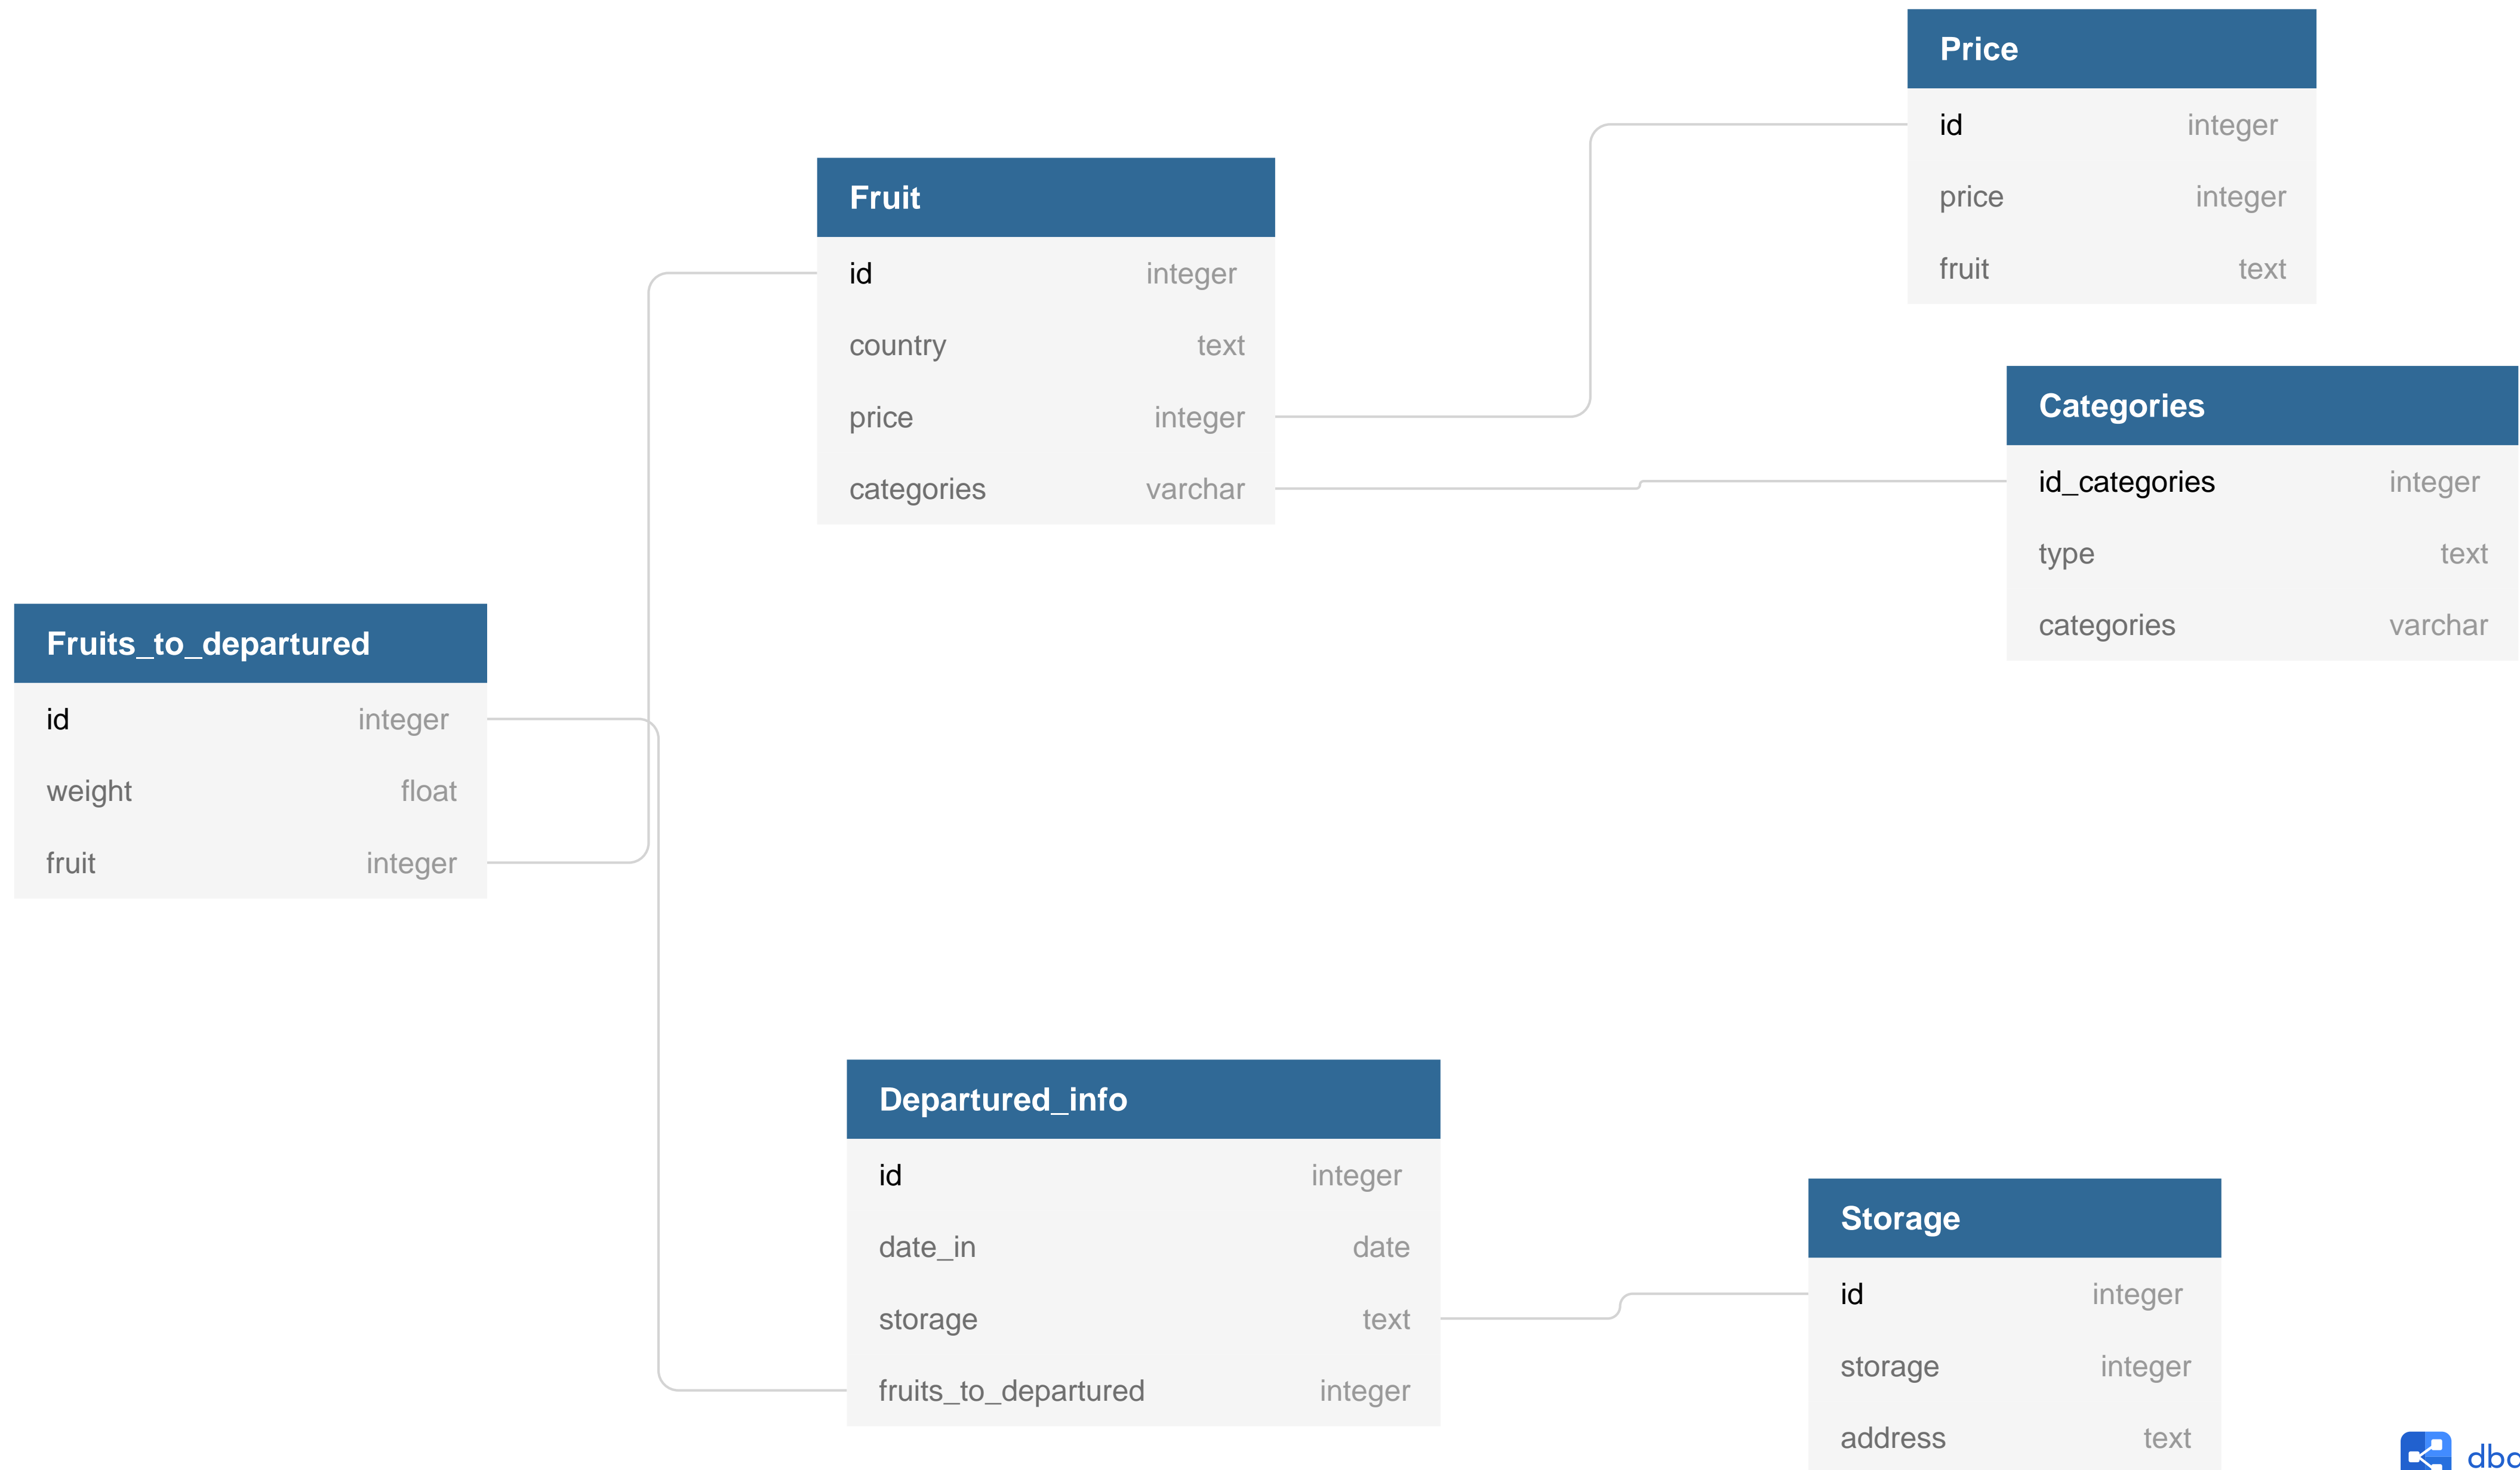 Price
id integer
price integer
fruit text
Fruit
id integer
country text
price integer
categories varchar
Categories
id_categories integer
type text
categories varchar
Fruits_to_departured
id integer
weight float
fruit integer
Departured_info
id integer
date_in date
storage text
fruits_to_departured integer
Storage
id integer
storage integer
address text